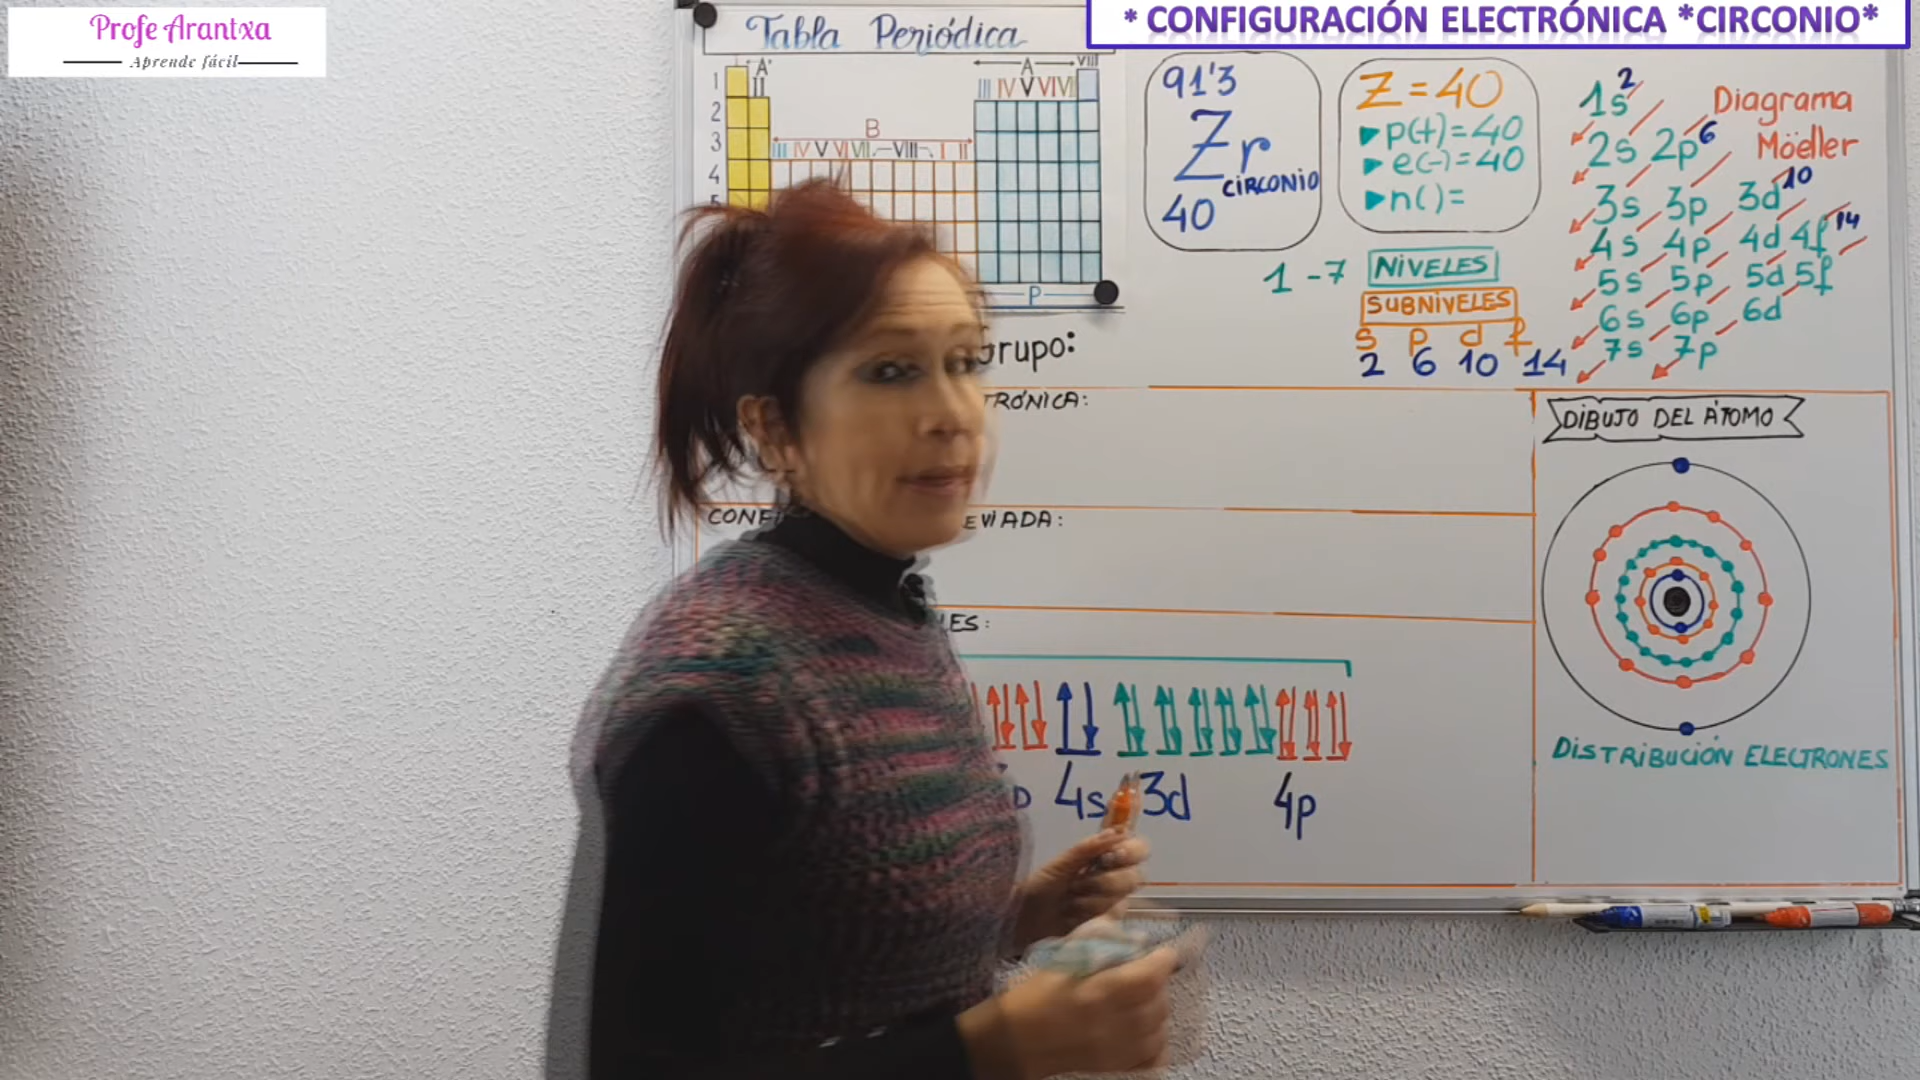 Profe Arantxa
Aprende fácil
* CONFIGURACIÓN ELECTRÓNICA *CIRCONIO*
Tabla Periódica
A A VIII
1 II III IV V VI VII
2
3 B
III IV V VI VII VIII I II
4
5
P
91'3
Zr
CIRCONIO
40
Z = 40
p(+) = 40
e(-) = 40
n( ) =
1 - 7 NIVELES
SUBNIVELES
s p d f
2 6 10 14
1s2 Diagrama
2s 2p6 Möeller
3s 3p 3d10
4s 4p 4d 4f14
5s 5p 5d 5f
6s 6p 6d
7s 7p
Grupo:
TRÓNICA:
CONF EVIADA:
LES:
p 4s 3d 4p
DIBUJO DEL ÁTOMO
DISTRIBUCIÓN ELECTRONES